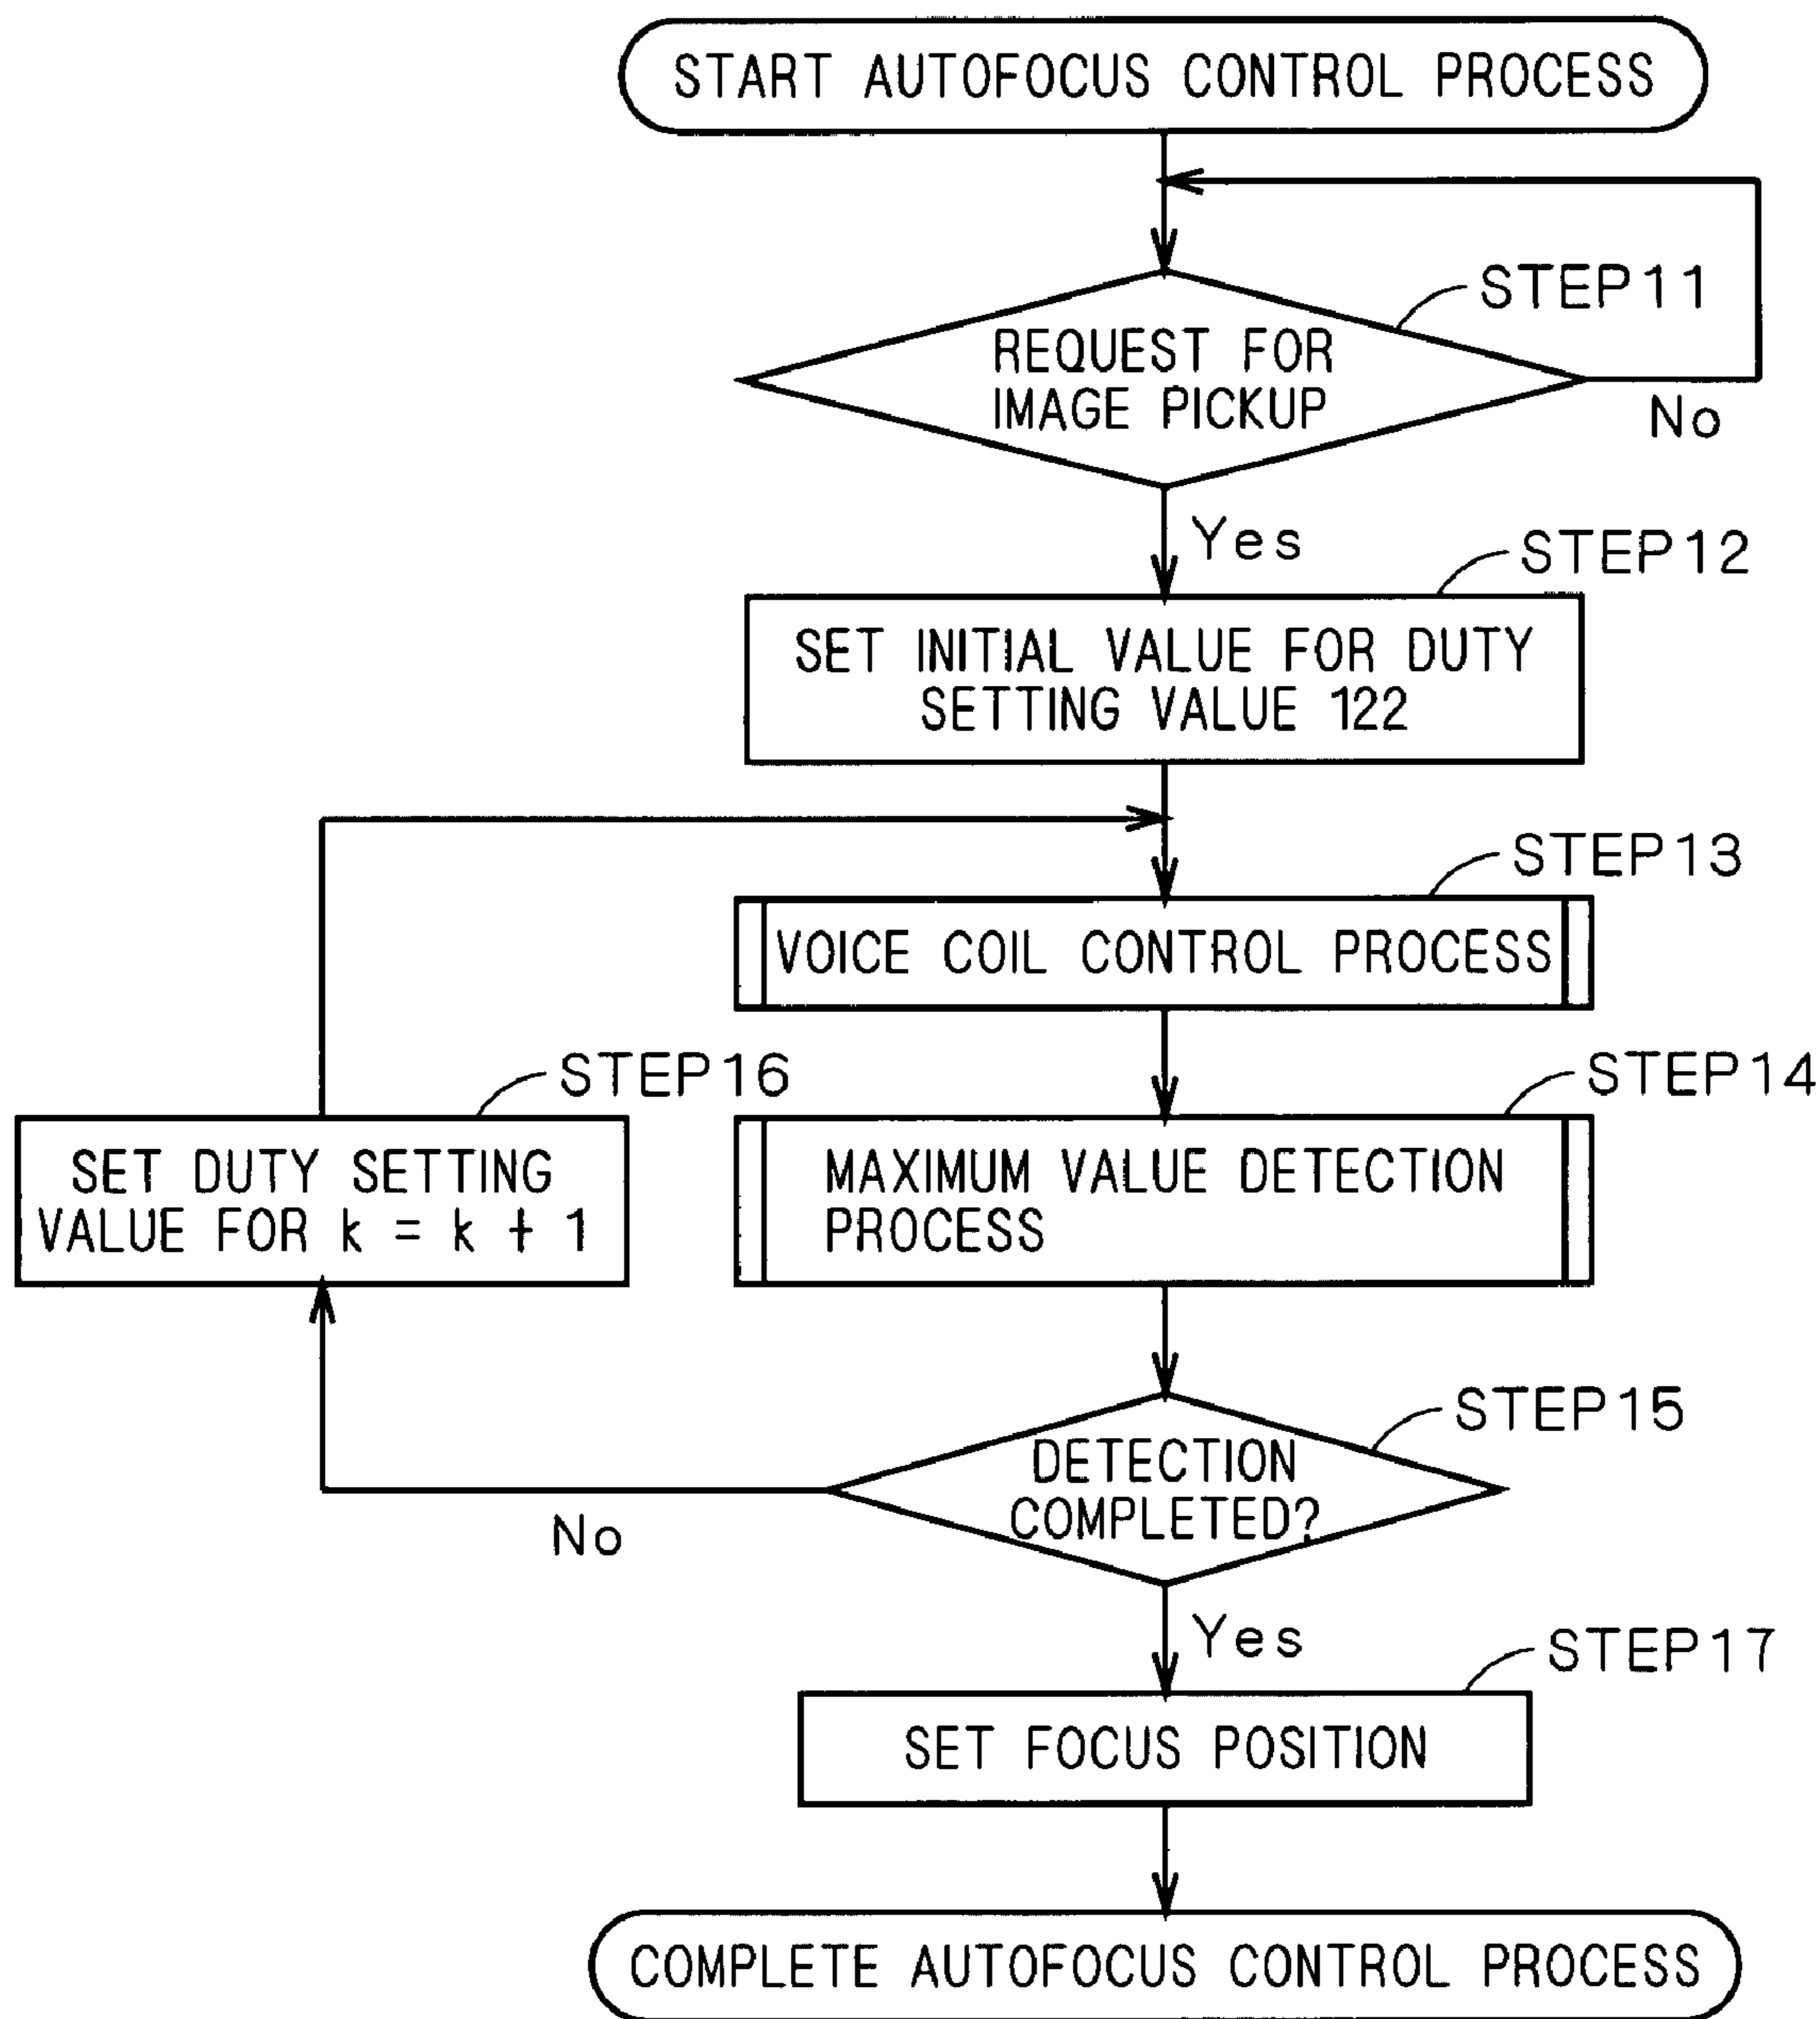 START AUTOFOCUS CONTROL PROCESS
STEP11
REQUEST FOR
IMAGE PICKUP
No
Yes
STEP12
SET INITIAL VALUE FOR DUTY
SETTING VALUE 122
STEP13
VOICE COIL CONTROL PROCESS
STEP16
SET DUTY SETTING
VALUE FOR k = k + 1
STEP14
MAXIMUM VALUE DETECTION
PROCESS
STEP15
DETECTION
COMPLETED?
No
Yes
STEP17
SET FOCUS POSITION
COMPLETE AUTOFOCUS CONTROL PROCESS